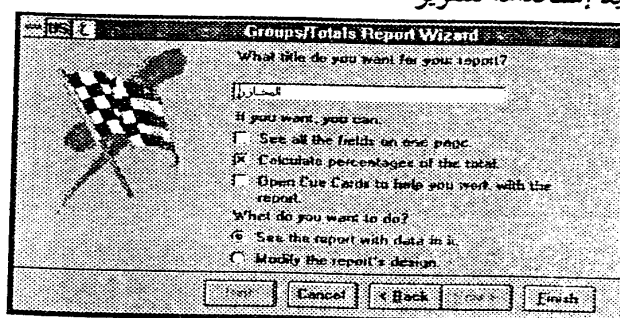 Groups/Totals Report Wizard
What title do you want for your report?
المخازن
If you want, you can:
See all the fields on one page.
Calculate percentages of the total.
Open Cue Cards to help you work with the
report.
What do you want to do?
See the report with data in it.
Modify the report's design.
Cancel < Back Finish